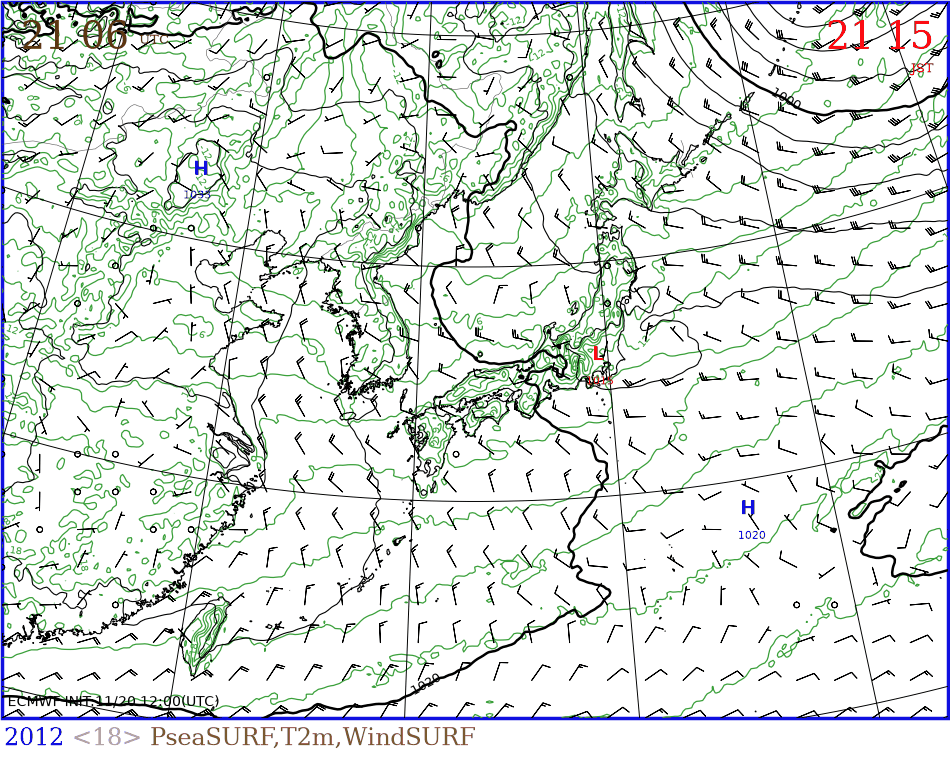 21 06 UTC
21 15
JST
1000
H
1033
L
H
1020
1020
ECMWF INIT:11/20 12:00(UTC)
2012 <18> PseaSURF,T2m,WindSURF